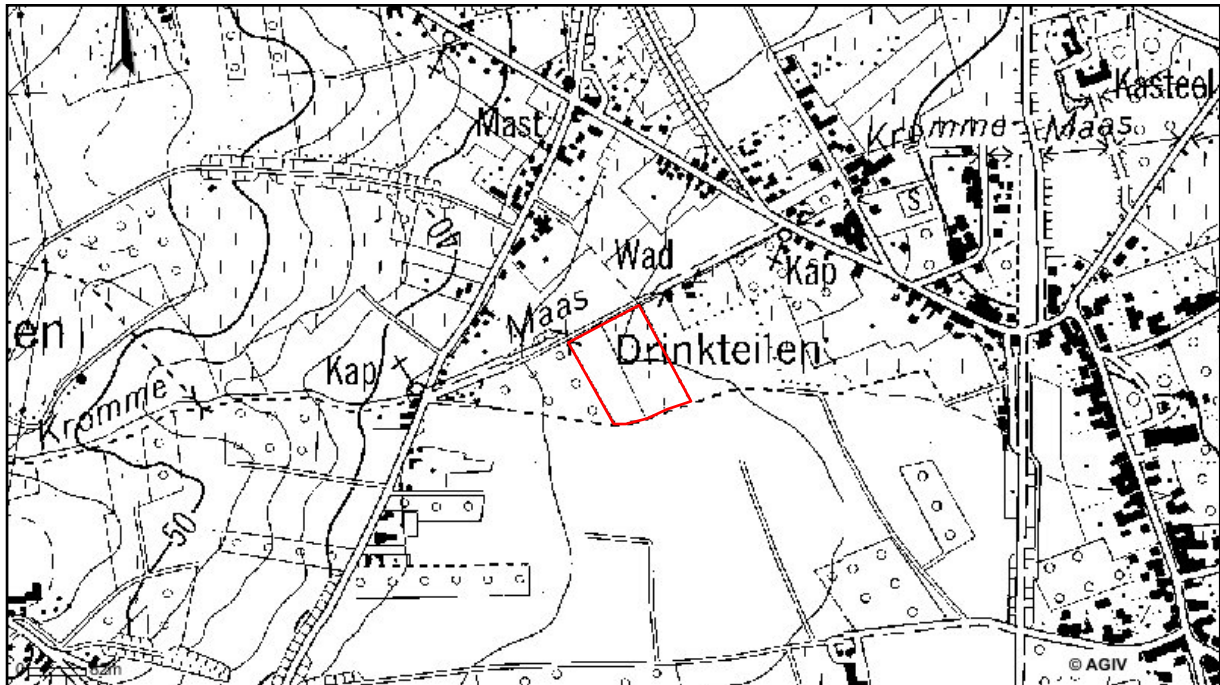 Kasteel
Mast
Kromme Maas
S
40
Wad
Kap
Maas
en
Drinkteilen
Kap
Kromme
50
© AGIV